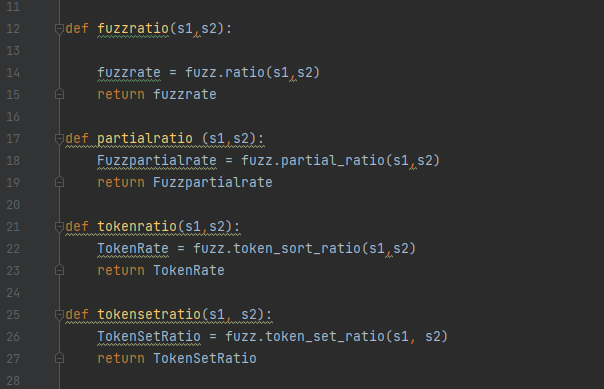 11
12 def fuzzratio(s1,s2):
13
14 fuzzrate = fuzz.ratio(s1,s2)
15 return fuzzrate
16
17 def partialratio (s1,s2):
18 Fuzzpartialrate = fuzz.partial_ratio(s1,s2)
19 return Fuzzpartialrate
20
21 def tokenratio(s1,s2):
22 TokenRate = fuzz.token_sort_ratio(s1,s2)
23 return TokenRate
24
25 def tokensetratio(s1, s2):
26 TokenSetRatio = fuzz.token_set_ratio(s1, s2)
27 return TokenSetRatio
28